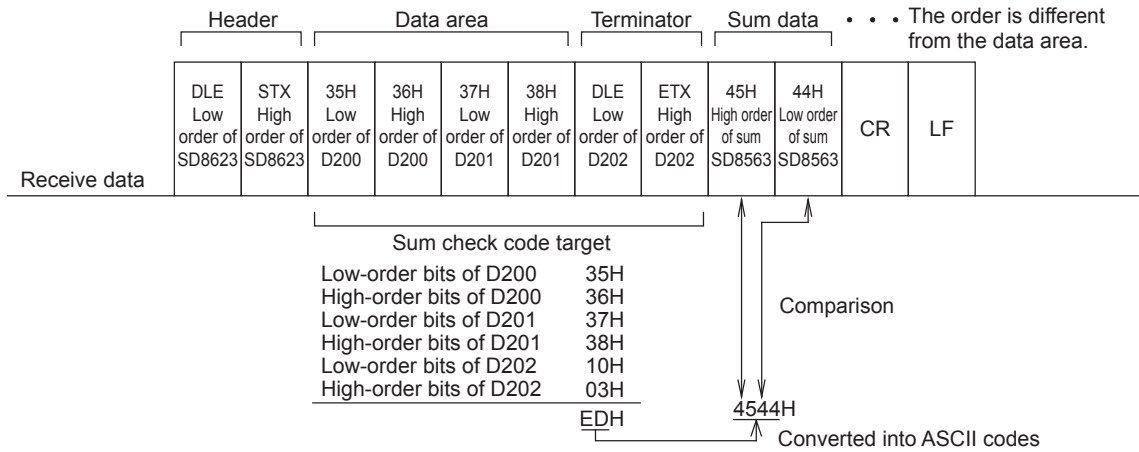 Header
Data area
Terminator
Sum data
・・・ The order is different
from the data area.
DLE
Low
order of
SD8623
STX
High
order of
SD8623
35H
Low
order of
D200
36H
High
order of
D200
37H
Low
order of
D201
38H
High
order of
D201
DLE
Low
order of
D202
ETX
High
order of
D202
45H
High order
of sum
SD8563
44H
Low order
of sum
SD8563
CR
LF
Receive data
Sum check code target
Low-order bits of D200 35H
High-order bits of D200 36H
Low-order bits of D201 37H
High-order bits of D201 38H
Low-order bits of D202 10H
High-order bits of D202 03H
Comparison
EDH
4544H
Converted into ASCII codes